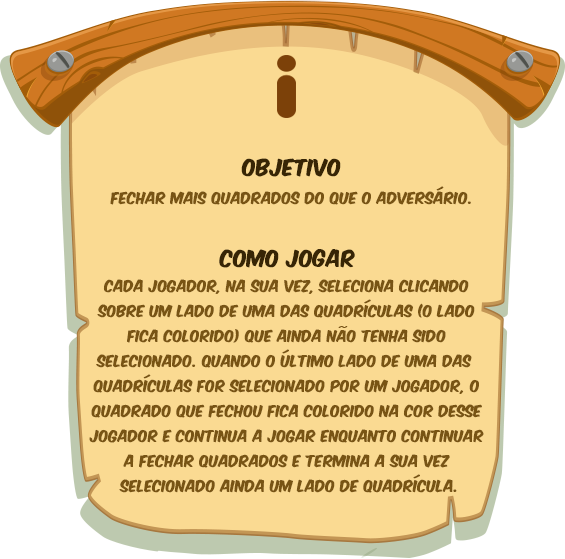 i
OBJETIVO
FECHAR MAIS QUADRADOS DO QUE O ADVERSÁRIO.
COMO JOGAR
CADA JOGADOR, NA SUA VEZ, SELECIONA CLICANDO
SOBRE UM LADO DE UMA DAS QUADRÍCULAS (O LADO
FICA COLORIDO) QUE AINDA NÃO TENHA SIDO
SELECIONADO. QUANDO O ÚLTIMO LADO DE UMA DAS
QUADRÍCULAS FOR SELECIONADO POR UM JOGADOR, O
QUADRADO QUE FECHOU FICA COLORIDO NA COR DESSE
JOGADOR E CONTINUA A JOGAR ENQUANTO CONTINUAR
A FECHAR QUADRADOS E TERMINA A SUA VEZ
SELECIONADO AINDA UM LADO DE QUADRÍCULA.